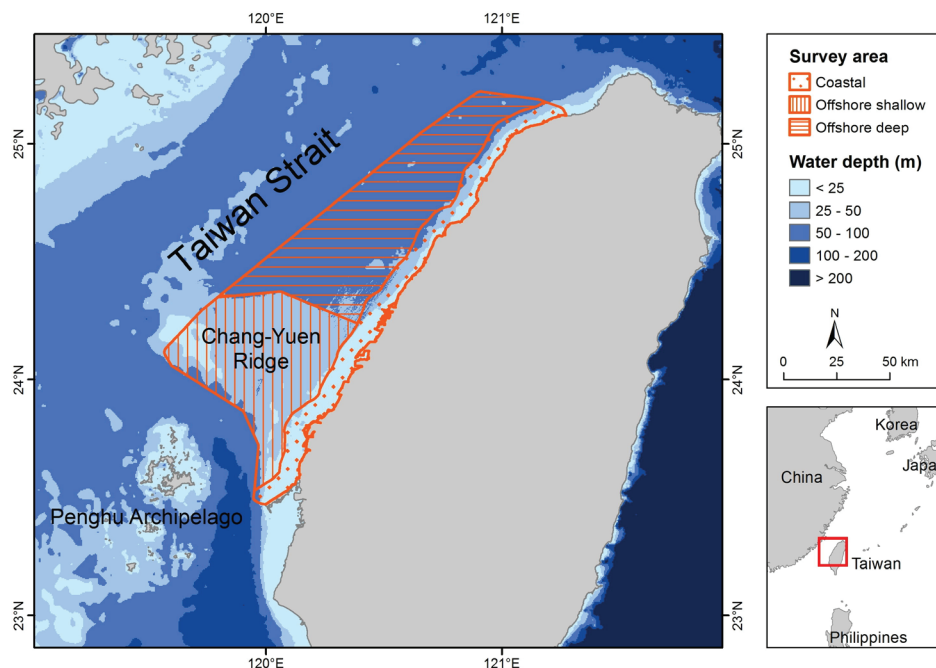 120°E
121°E
25°N
24°N
23°N
Taiwan Strait
Chang-Yuen
Ridge
Penghu Archipelago
25°N
24°N
23°N
120°E
121°E
Survey area
Coastal
Offshore shallow
Offshore deep
Water depth (m)
< 25
25 - 50
50 - 100
100 - 200
> 200
N
0 25 50 km
Korea
Japa
China
Taiwan
Philippines